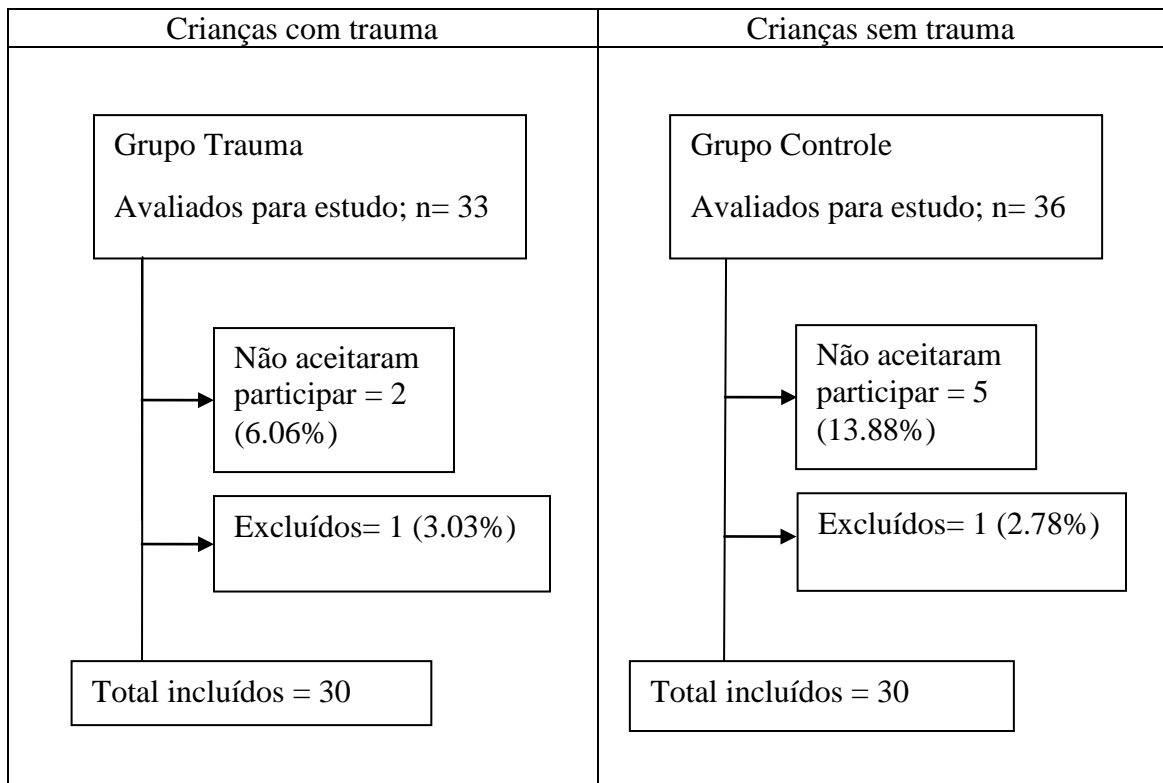 Crianças com trauma
Grupo Trauma
Avaliados para estudo; n= 33
Não aceitaram
participar = 2
(6.06%)
Excluídos= 1 (3.03%)
Total incluídos = 30
Crianças sem trauma
Grupo Controle
Avaliados para estudo; n= 36
Não aceitaram
participar = 5
(13.88%)
Excluídos= 1 (2.78%)
Total incluídos = 30